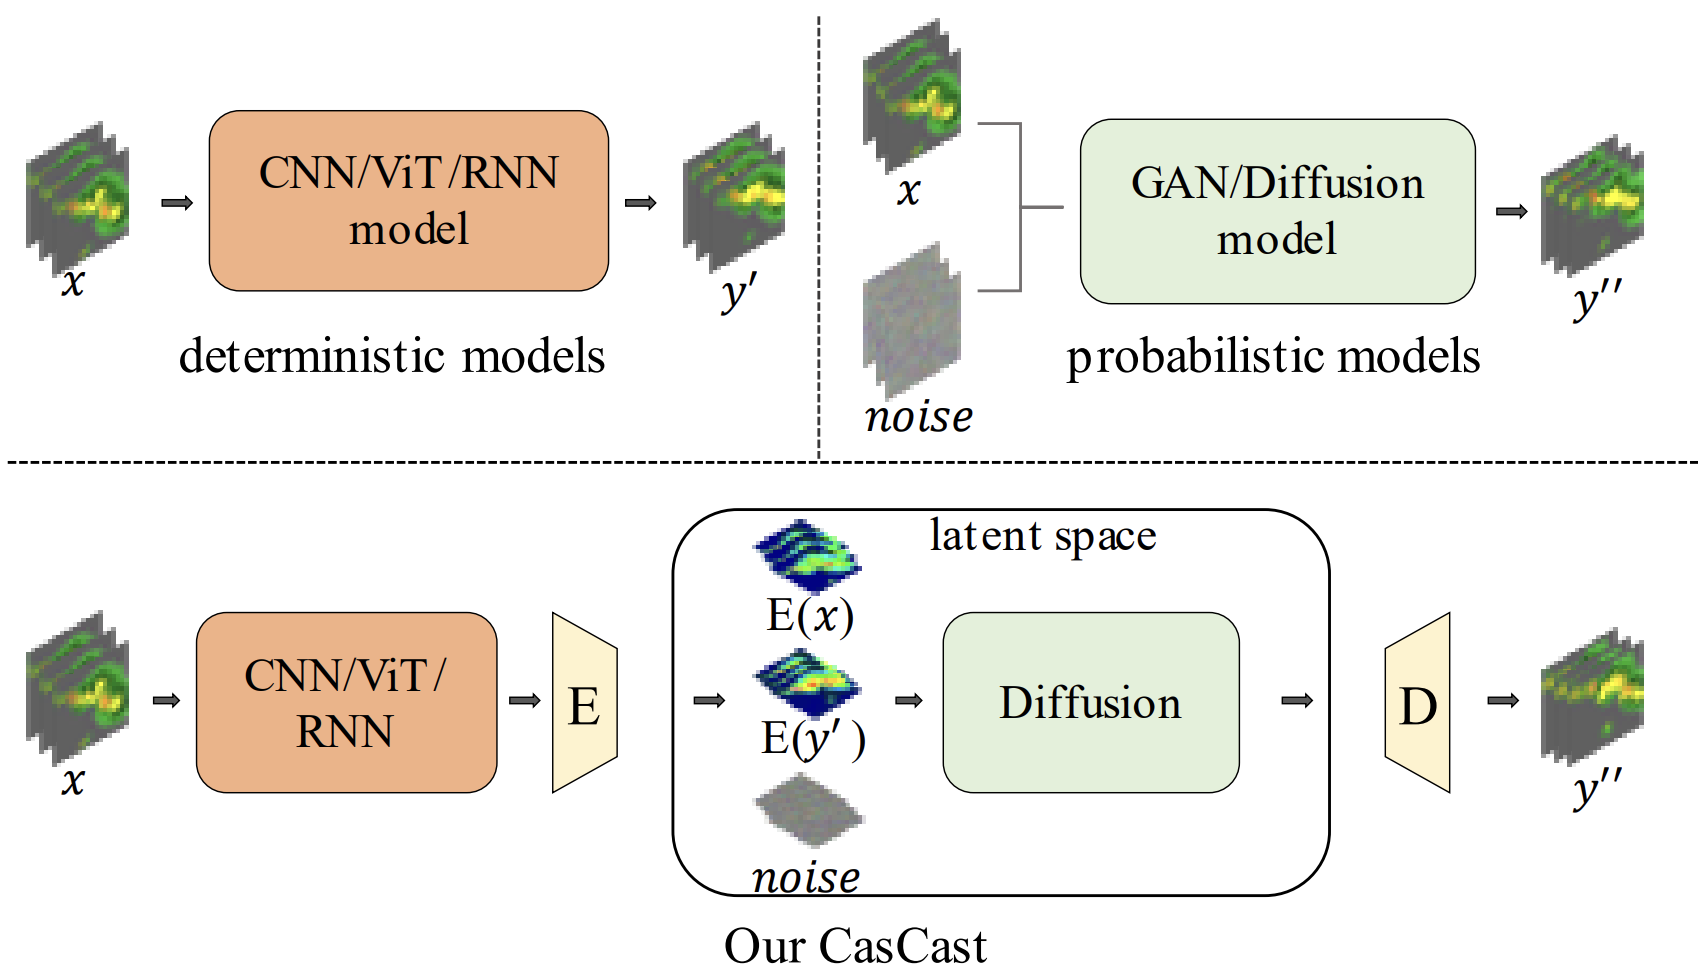 CNN/ViT/RNN
model
x
y′
deterministic models
x
noise
GAN/Diffusion
model
y′′
probabilistic models
x
CNN/ViT/
RNN
E
latent space
E(x)
E(y′ )
noise
Diffusion
D
y′′
Our CasCast